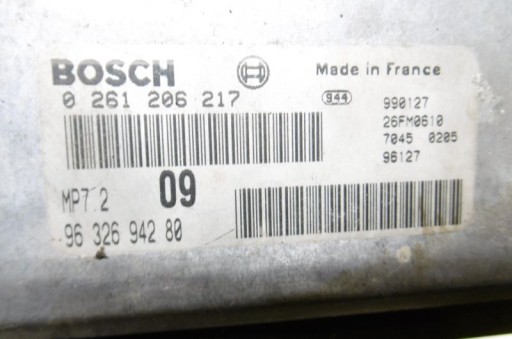 BOSCH Made in France
0 261 206 217 944 990127
26FM0610
7045 0205
96127
MP7.2 09
96 326 942 80